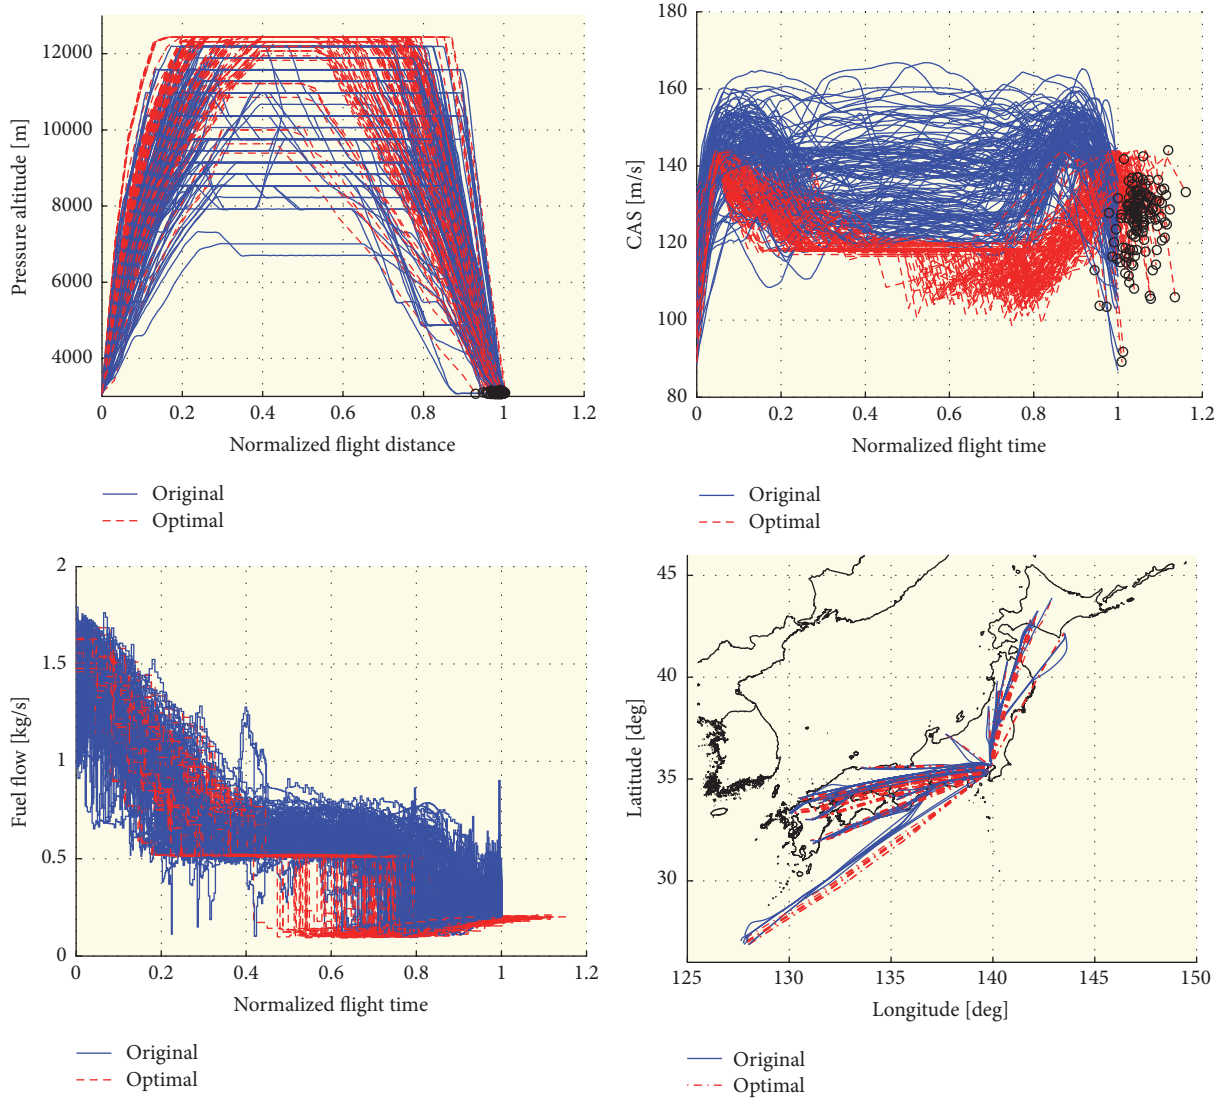 12000
10000
8000
6000
4000
Pressure altitude [m]
0 0.2 0.4 0.6 0.8 1 1.2
Normalized flight distance
Original
Optimal
180
160
140
120
100
80
CAS [m/s]
0 0.2 0.4 0.6 0.8 1 1.2
Normalized flight time
Original
Optimal
2
1.5
1
0.5
0
Fuel flow [kg/s]
0 0.2 0.4 0.6 0.8 1 1.2
Normalized flight time
Original
Optimal
45
40
35
30
Latitude [deg]
125 130 135 140 145 150
Longitude [deg]
Original
Optimal